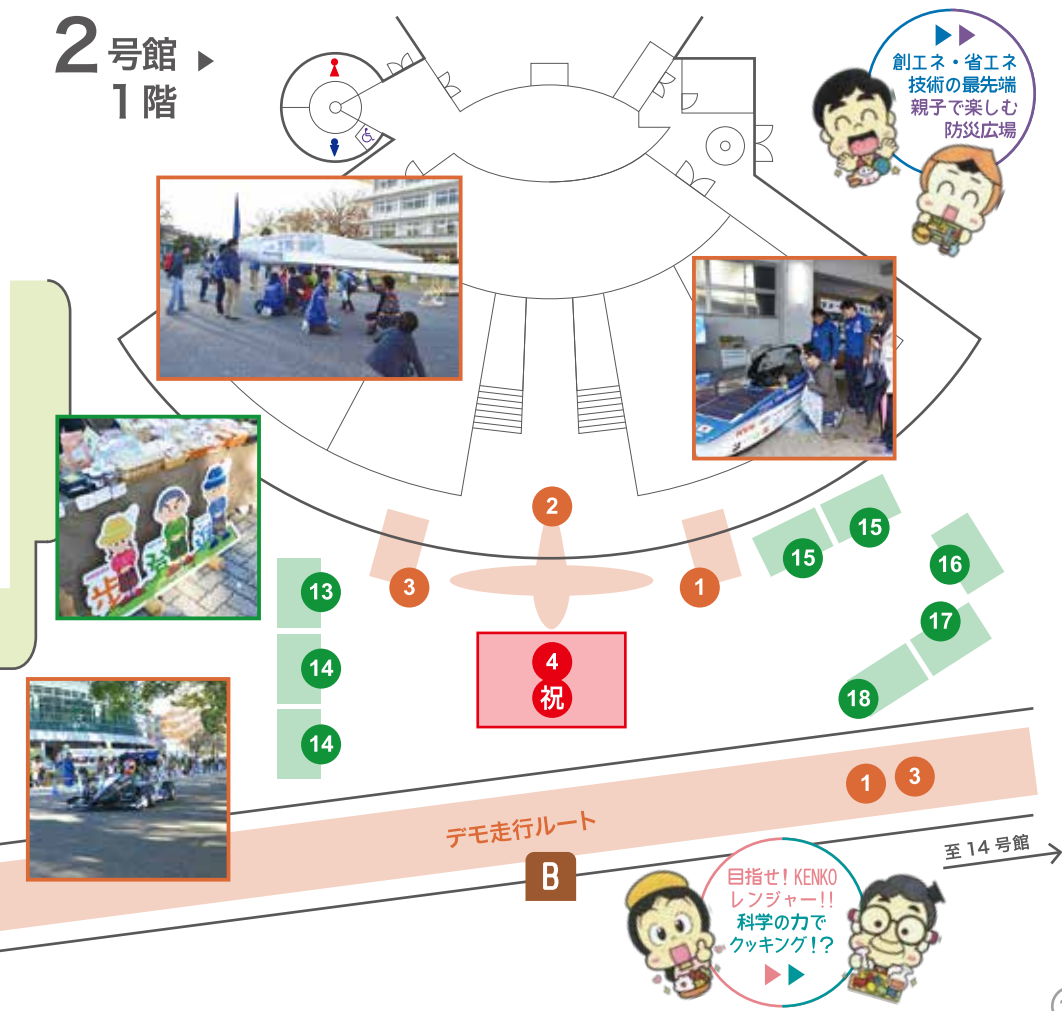 2号館
1階
創エネ・省エネ
技術の最先端
親子で楽しむ
防災広場
歩
2
15
15
3
1
16
13
17
4
14
祝
18
14
1
3
デモ走行ルート
B
至14号館
目指せ！KENKO
レンジャー！！
科学の力で
クッキング！？